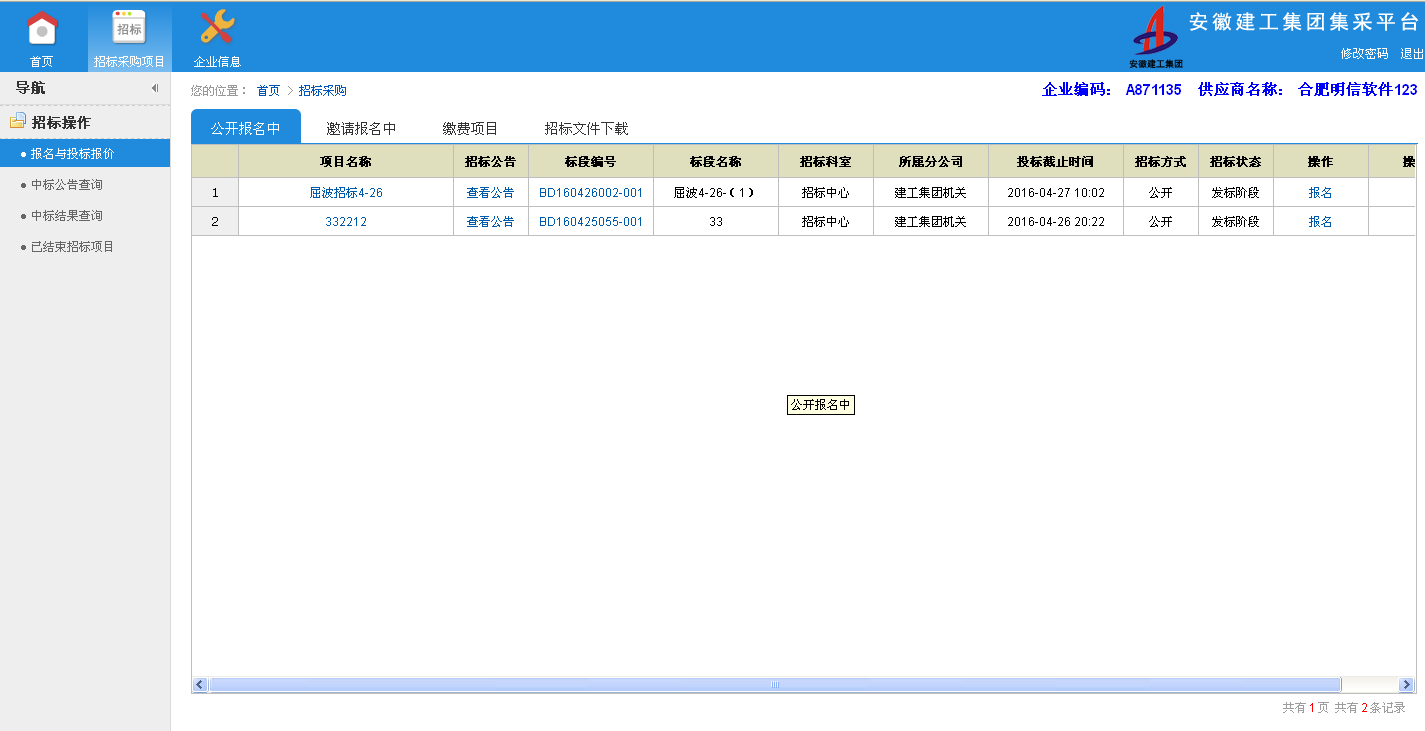 招标
首页
招标采购项目
企业信息
安徽建工集团
安徽建工集团集采平台
修改密码 退出
导航
您的位置： 首页 > 招标采购
企业编码： A871135 供应商名称： 合肥明信软件123
招标操作
报名与投标报价
中标公告查询
中标结果查询
已结束招标项目
公开报名中 邀请报名中 缴费项目 招标文件下载
项目名称 招标公告 标段编号 标段名称 招标科室 所属分公司 投标截止时间 招标方式 招标状态 操作 操
1 屈波招标4-26 查看公告 BD160426002-001 屈波4-26-（1） 招标中心 建工集团机关 2016-04-27 10:02 公开 发标阶段 报名
2 332212 查看公告 BD160425055-001 33 招标中心 建工集团机关 2016-04-26 20:22 公开 发标阶段 报名
公开报名中
共有1页 共有2条记录